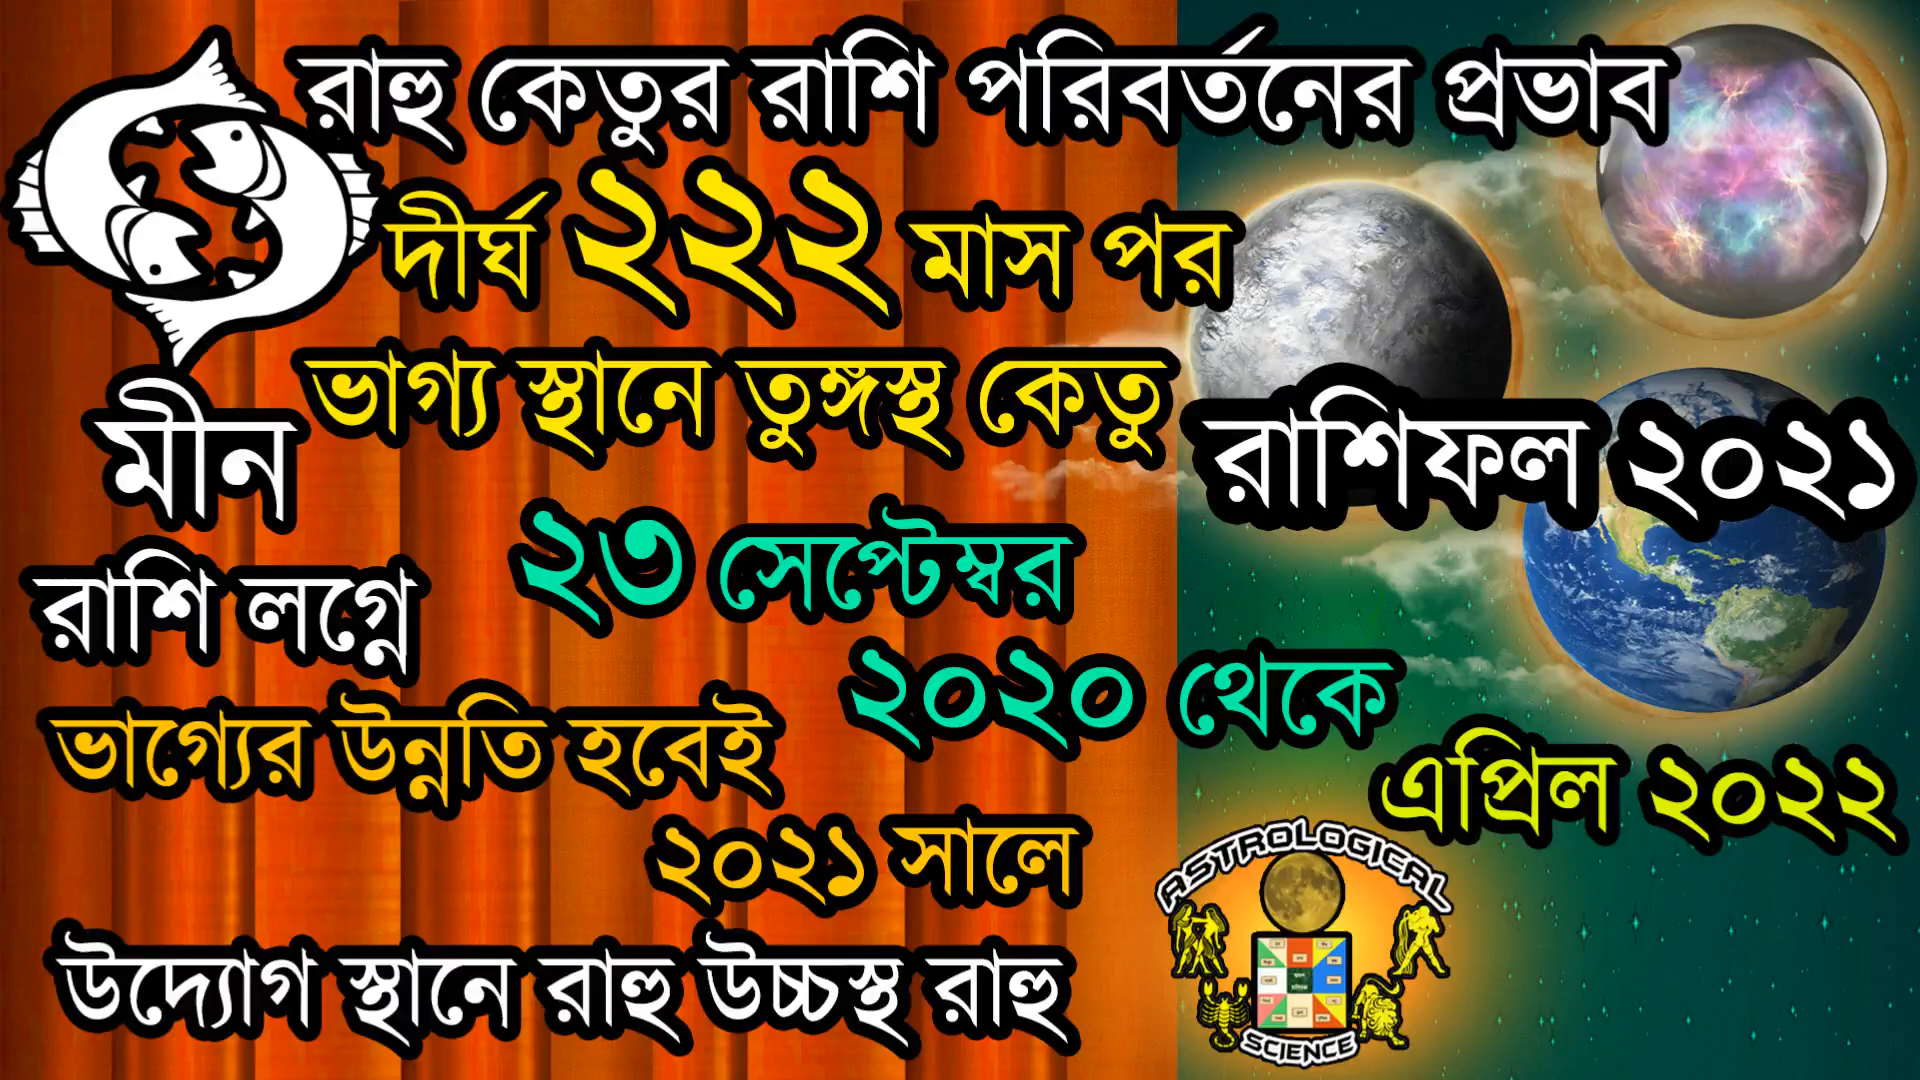 রাহু কেতুর রাশি পরিবর্তনের প্রভাব
দীর্ঘ ২২২ মাস পর
ভাগ্য স্থানে তুঙ্গস্থ কেতু
মীন
রাশিফল ২০২১
রাশি লগ্নে
২৩ সেপ্টেম্বর
২০২০ থেকে
এপ্রিল ২০২২
ভাগ্যের উন্নতি হবেই
২০২১ সালে
উদ্যোগ স্থানে রাহু উচ্চস্থ রাহু
ASTROLOGICAL
SCIENCE